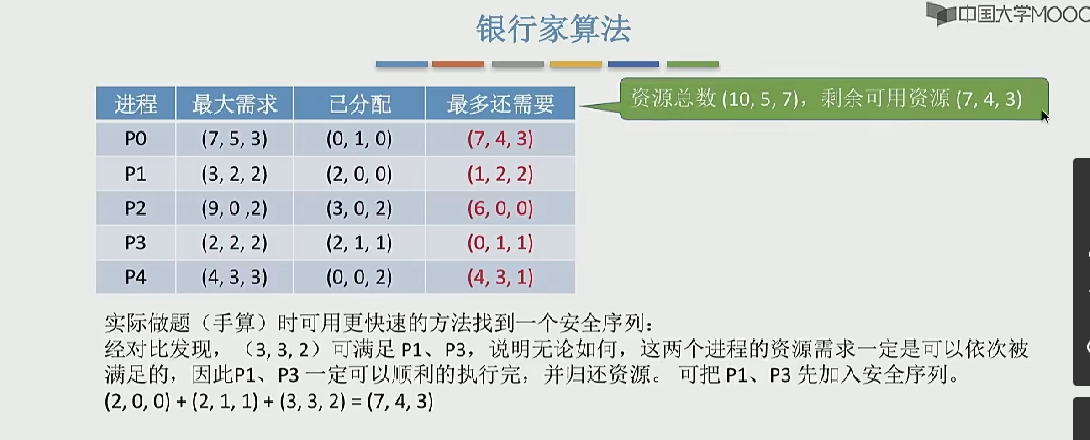 中国大学MOOC
银行家算法
进程 最大需求 已分配 最多还需要
P0 (7, 5, 3) (0, 1, 0) (7, 4, 3)
P1 (3, 2, 2) (2, 0, 0) (1, 2, 2)
P2 (9, 0 ,2) (3, 0, 2) (6, 0, 0)
P3 (2, 2, 2) (2, 1, 1) (0, 1, 1)
P4 (4, 3, 3) (0, 0, 2) (4, 3, 1)
资源总数 (10, 5, 7)，剩余可用资源 (7, 4, 3)
实际做题（手算）时可用更快速的方法找到一个安全序列：
经对比发现，（3, 3, 2）可满足 P1、P3，说明无论如何，这两个进程的资源需求一定是可以依次被
满足的，因此P1、P3 一定可以顺利的执行完，并归还资源。 可把 P1、P3 先加入安全序列。
(2, 0, 0) + (2, 1, 1) + (3, 3, 2) = (7, 4, 3)